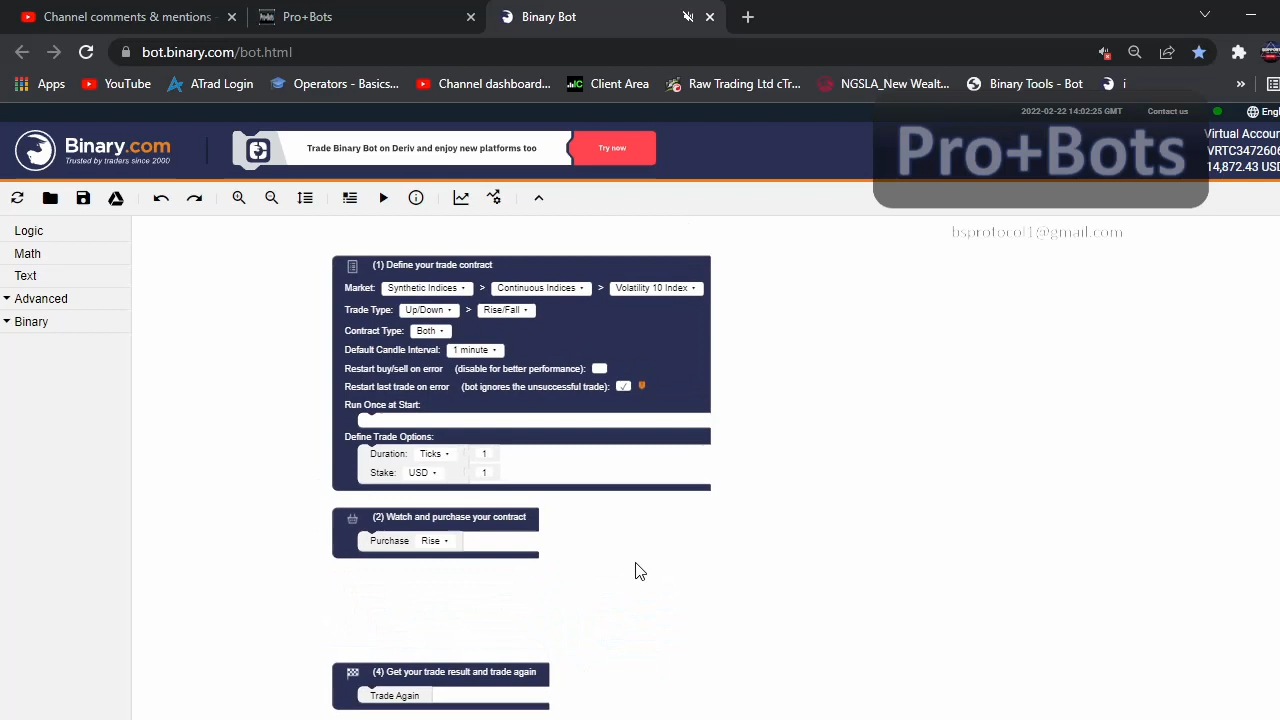 Channel comments & mentions
Pro+Bots
Binary Bot
bot.binary.com/bot.html
Apps YouTube ATrad Login Operators - Basics... Channel dashboard... Client Area Raw Trading Ltd cTr... NGSLA_New Wealt... Binary Tools - Bot i »
2022-02-22 14:02:25 GMT Contact us Engl
Binary.com
Trusted by traders since 2000
Trade Binary Bot on Deriv and enjoy new platforms too Try now
Pro+Bots
Virtual Accou
VRTC3472606
14,872.43 USD
bsprotocol1@gmail.com
Logic
Math
Text
Advanced
Binary
(1) Define your trade contract
Market: Synthetic Indices > Continuous Indices > Volatility 10 Index
Trade Type: Up/Down > Rise/Fall
Contract Type: Both
Default Candle Interval: 1 minute
Restart buy/sell on error (disable for better performance):
Restart last trade on error (bot ignores the unsuccessful trade): ✓
Run Once at Start:
Define Trade Options:
Duration: Ticks 1
Stake: USD 1
(2) Watch and purchase your contract
Purchase Rise
(4) Get your trade result and trade again
Trade Again